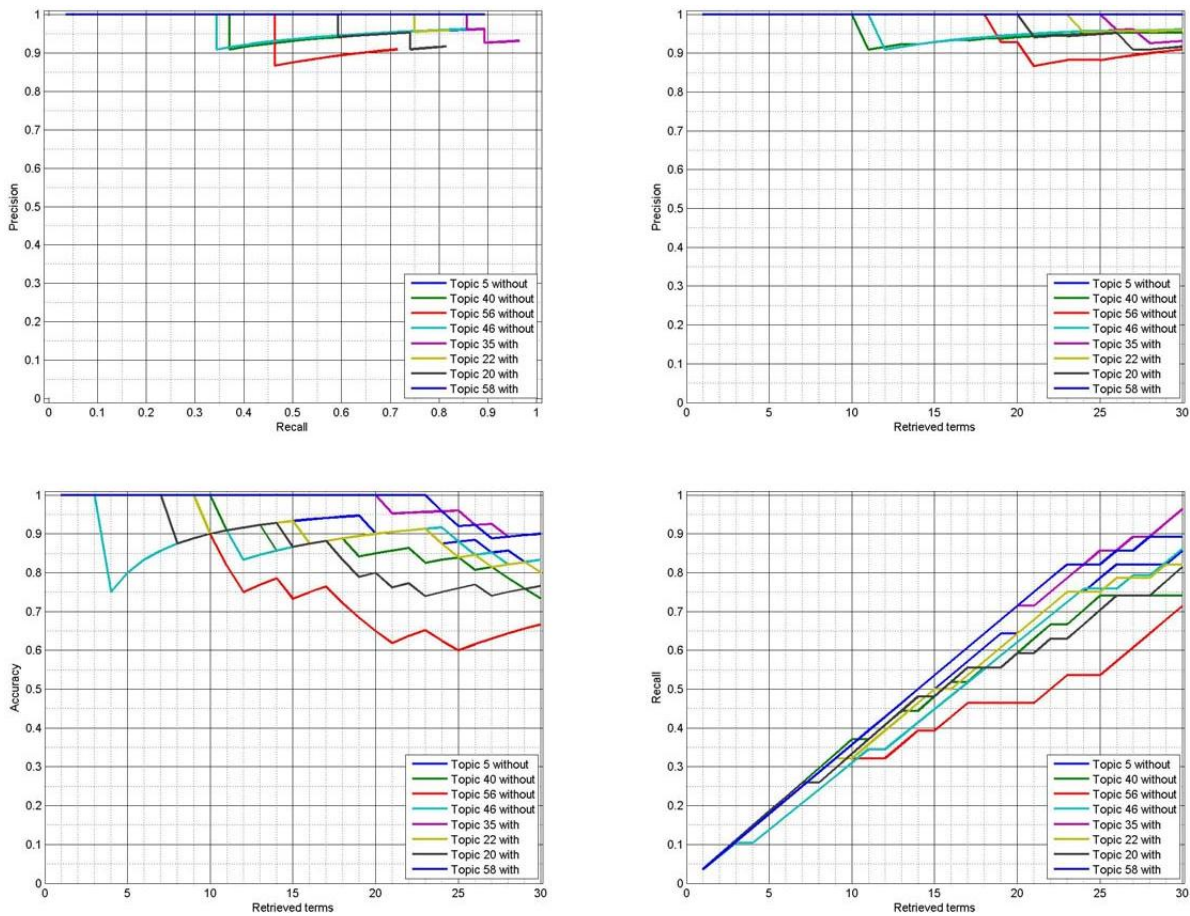 Precision
1
0.9
0.8
0.7
0.6
0.5
0.4
0.3
0.2
0.1
0
Topic 5 without
Topic 40 without
Topic 56 without
Topic 46 without
Topic 35 with
Topic 22 with
Topic 20 with
Topic 58 with
0 0.1 0.2 0.3 0.4 0.5 0.6 0.7 0.8 0.9 1
Recall
Precision
1
0.9
0.8
0.7
0.6
0.5
0.4
0.3
0.2
0.1
0
Topic 5 without
Topic 40 without
Topic 56 without
Topic 46 without
Topic 35 with
Topic 22 with
Topic 20 with
Topic 58 with
0 5 10 15 20 25 30
Retrieved terms
Accuracy
1
0.9
0.8
0.7
0.6
0.5
0.4
0.3
0.2
0.1
0
Topic 5 without
Topic 40 without
Topic 56 without
Topic 46 without
Topic 35 with
Topic 22 with
Topic 20 with
Topic 58 with
0 5 10 15 20 25 30
Retrieved terms
Recall
1
0.9
0.8
0.7
0.6
0.5
0.4
0.3
0.2
0.1
0
Topic 5 without
Topic 40 without
Topic 56 without
Topic 46 without
Topic 35 with
Topic 22 with
Topic 20 with
Topic 58 with
0 5 10 15 20 25 30
Retrieved terms